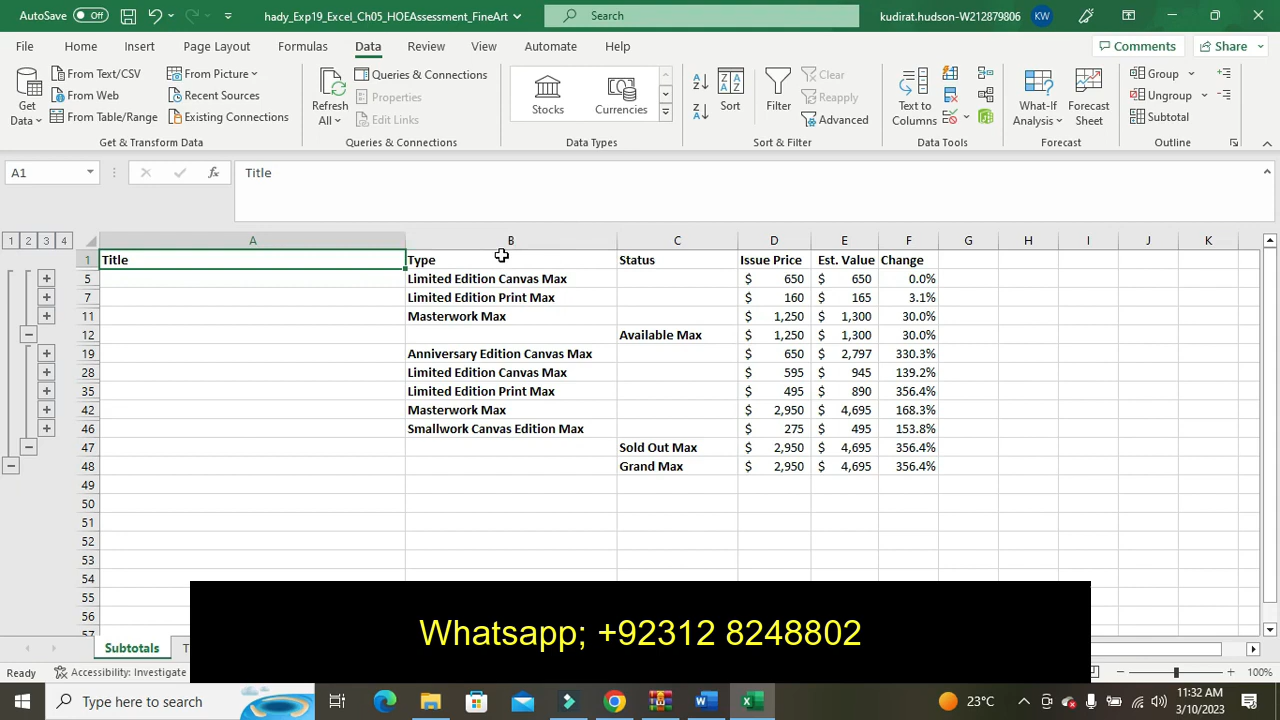 AutoSave Off hady_Exp19_Excel_Ch05_HOEAssessment_FineArt Search kudirat.hudson-W212879806 KW
File Home Insert Page Layout Formulas Data Review View Automate Help Comments Share
Get Data From Text/CSV From Picture
From Web Recent Sources
From Table/Range Existing Connections
Get & Transform Data
Refresh All Queries & Connections
Properties
Edit Links
Queries & Connections
Stocks Currencies
Data Types
Sort Filter Clear
Reapply
Advanced
Sort & Filter
Text to Columns
Data Tools
What-If Analysis Forecast Sheet
Forecast
Group
Ungroup
Subtotal
Outline
A1 fx Title
1 2 3 4 A B C D E F G H I J K
1 Title Type Status Issue Price Est. Value Change
5 Limited Edition Canvas Max $ 650 $ 650 0.0%
7 Limited Edition Print Max $ 160 $ 165 3.1%
11 Masterwork Max $ 1,250 $ 1,300 30.0%
12 Available Max $ 1,250 $ 1,300 30.0%
19 Anniversary Edition Canvas Max $ 650 $ 2,797 330.3%
28 Limited Edition Canvas Max $ 595 $ 945 139.2%
35 Limited Edition Print Max $ 495 $ 890 356.4%
42 Masterwork Max $ 2,950 $ 4,695 168.3%
46 Smallwork Canvas Edition Max $ 275 $ 495 153.8%
47 Sold Out Max $ 2,950 $ 4,695 356.4%
48 Grand Max $ 2,950 $ 4,695 356.4%
49
50
51
52
53
54
55
56
57
Whatsapp; +92312 8248802
Subtotals T
Ready Accessibility: Investigate
Type here to search 23°C 11:32 AM
3/10/2023